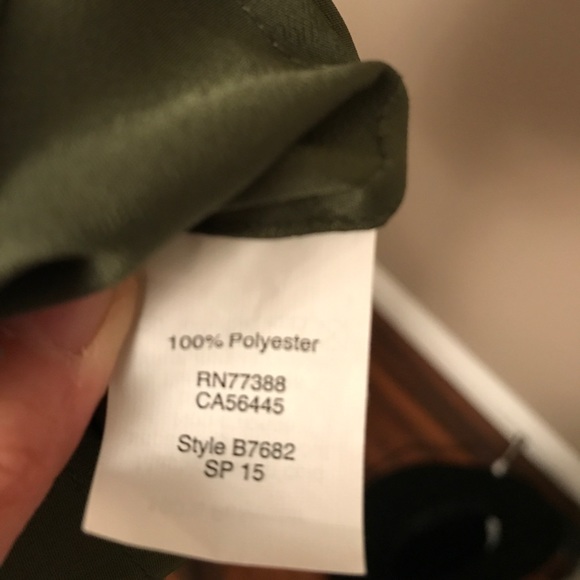 100% Polyester
RN77388
CA56445
Style B7682
SP 15